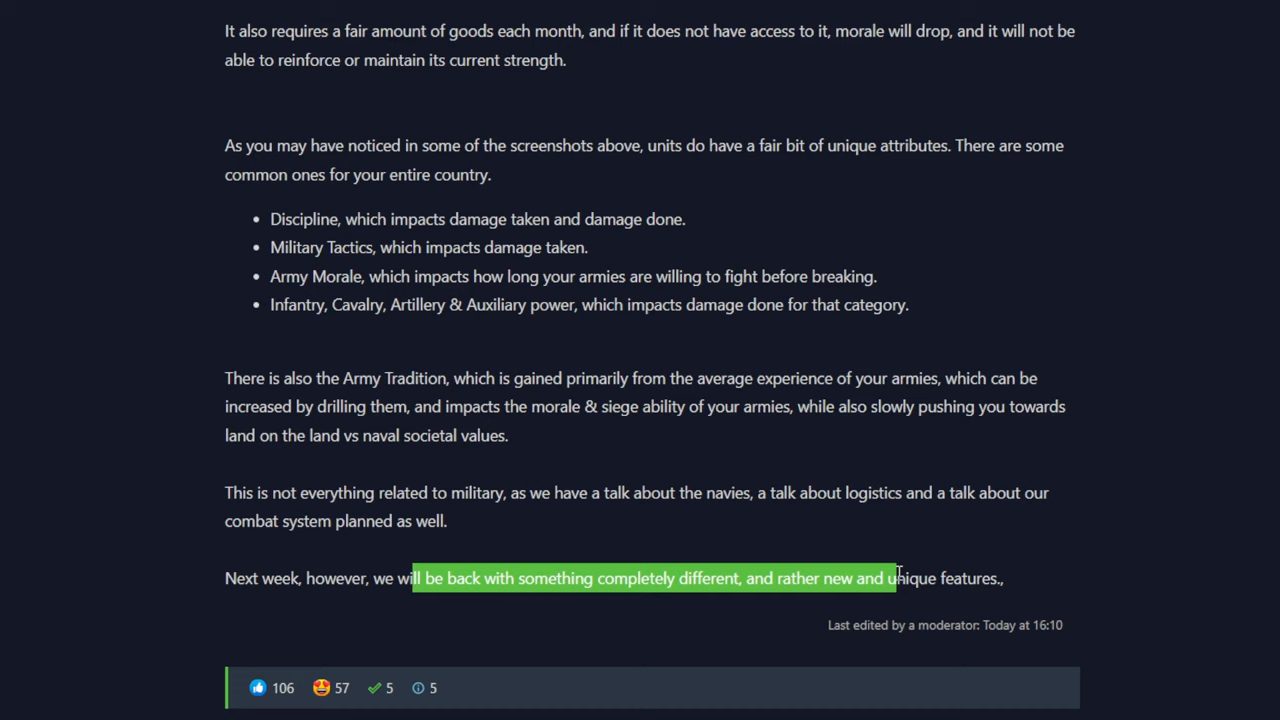 It also requires a fair amount of goods each month, and if it does not have access to it, morale will drop, and it will not be
able to reinforce or maintain its current strength.
As you may have noticed in some of the screenshots above, units do have a fair bit of unique attributes. There are some
common ones for your entire country.
• Discipline, which impacts damage taken and damage done.
• Military Tactics, which impacts damage taken.
• Army Morale, which impacts how long your armies are willing to fight before breaking.
• Infantry, Cavalry, Artillery & Auxiliary power, which impacts damage done for that category.
There is also the Army Tradition, which is gained primarily from the average experience of your armies, which can be
increased by drilling them, and impacts the morale & siege ability of your armies, while also slowly pushing you towards
land on the land vs naval societal values.
This is not everything related to military, as we have a talk about the navies, a talk about logistics and a talk about our
combat system planned as well.
Next week, however, we will be back with something completely different, and rather new and unique features.,
Last edited by a moderator: Today at 16:10
106 57 5 5